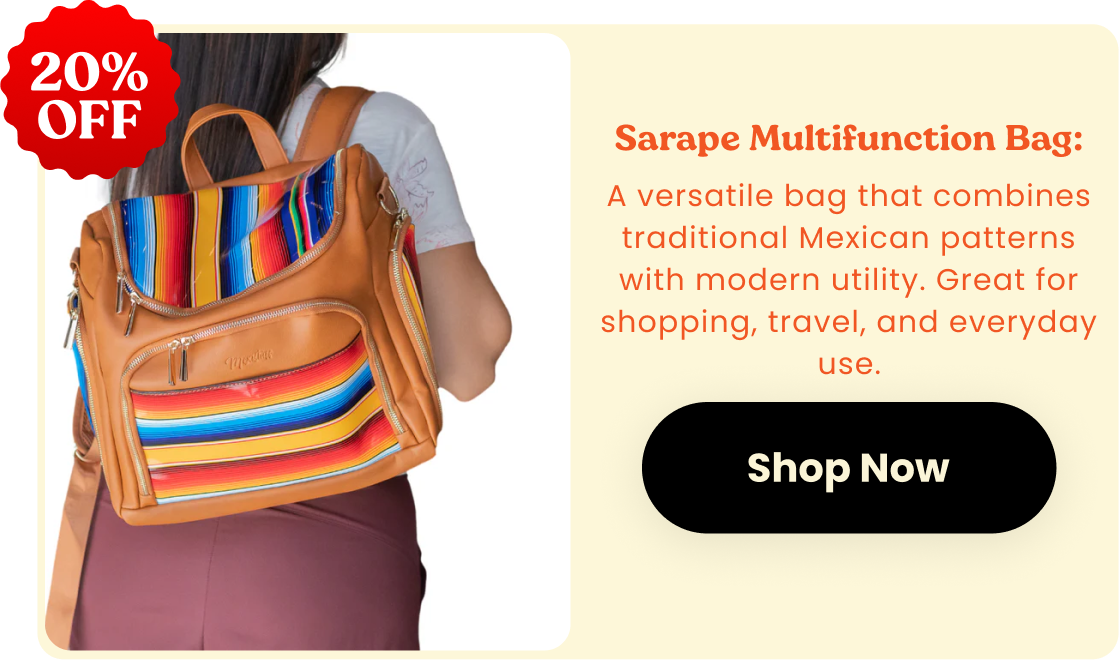 20%
OFF
Sarape Multifunction Bag:
A versatile bag that combines
traditional Mexican patterns
with modern utility. Great for
shopping, travel, and everyday
use.
Shop Now